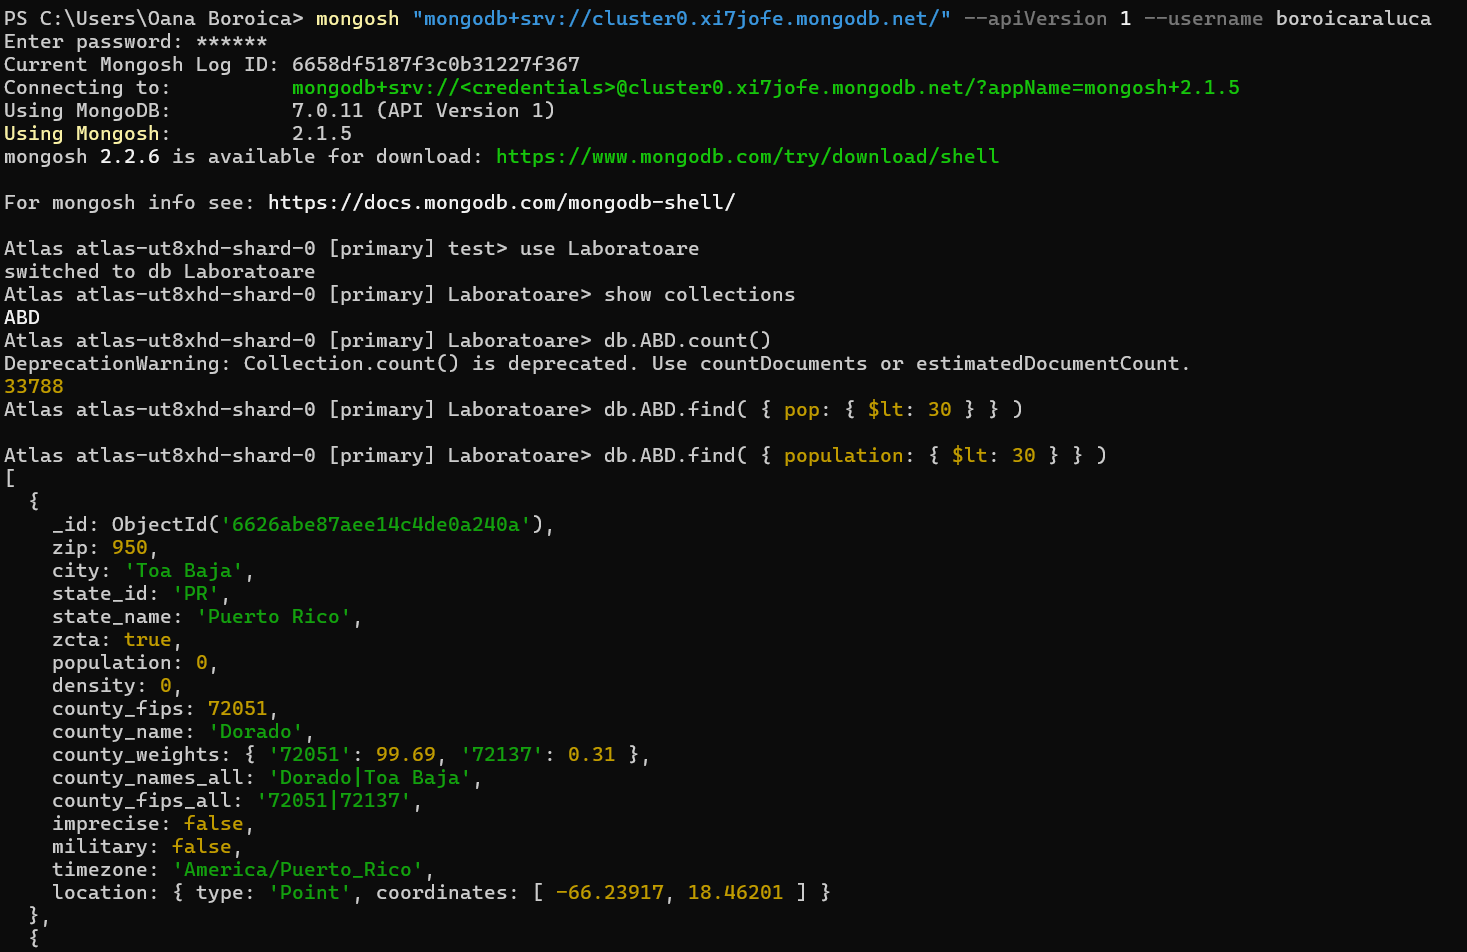 PS C:\Users\Oana Boroica> mongosh "mongodb+srv://cluster0.xi7jofe.mongodb.net/" --apiVersion 1 --username boroicaraluca
Enter password: ******
Current Mongosh Log ID: 6658df5187f3c0b31227f367
Connecting to:          mongodb+srv://<credentials>@cluster0.xi7jofe.mongodb.net/?appName=mongosh+2.1.5
Using MongoDB:          7.0.11 (API Version 1)
Using Mongosh:          2.1.5
mongosh 2.2.6 is available for download: https://www.mongodb.com/try/download/shell

For mongosh info see: https://docs.mongodb.com/mongodb-shell/

Atlas atlas-ut8xhd-shard-0 [primary] test> use Laboratoare
switched to db Laboratoare
Atlas atlas-ut8xhd-shard-0 [primary] Laboratoare> show collections
ABD
Atlas atlas-ut8xhd-shard-0 [primary] Laboratoare> db.ABD.count()
DeprecationWarning: Collection.count() is deprecated. Use countDocuments or estimatedDocumentCount.
33788
Atlas atlas-ut8xhd-shard-0 [primary] Laboratoare> db.ABD.find( { pop: { $lt: 30 } } )

Atlas atlas-ut8xhd-shard-0 [primary] Laboratoare> db.ABD.find( { population: { $lt: 30 } } )
[
  {
    _id: ObjectId('6626abe87aee14c4de0a240a'),
    zip: 950,
    city: 'Toa Baja',
    state_id: 'PR',
    state_name: 'Puerto Rico',
    zcta: true,
    population: 0,
    density: 0,
    county_fips: 72051,
    county_name: 'Dorado',
    county_weights: { '72051': 99.69, '72137': 0.31 },
    county_names_all: 'Dorado|Toa Baja',
    county_fips_all: '72051|72137',
    imprecise: false,
    military: false,
    timezone: 'America/Puerto_Rico',
    location: { type: 'Point', coordinates: [ -66.23917, 18.46201 ] }
  },
  {